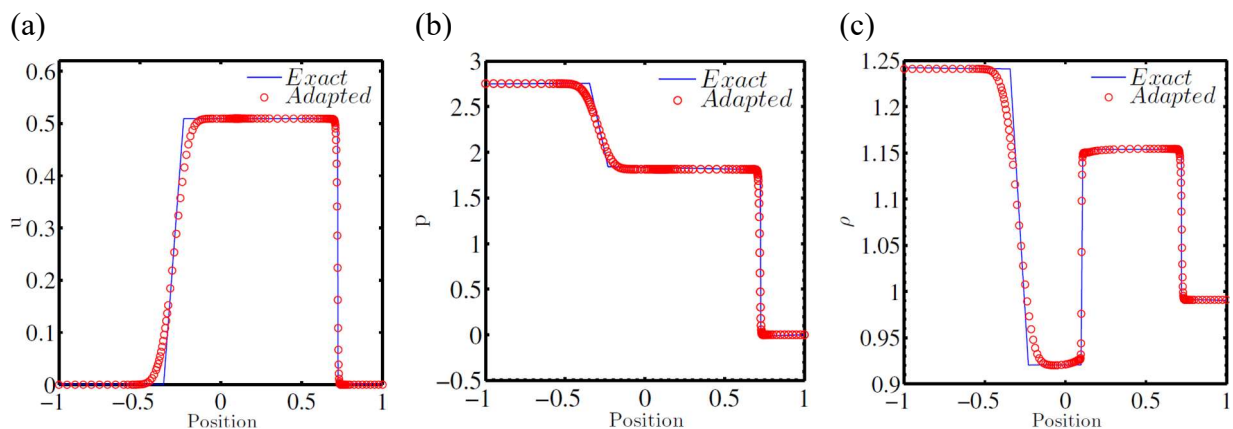 (a)
0.6
0.5
0.4
0.3
0.2
0.1
0
u
-1
-0.5
0
0.5
1
Position
Exact
Adapted
(b)
3
2.5
2
1.5
1
0.5
0
−0.5
p
−1
−0.5
0
0.5
1
Position
Exact
Adapted
(c)
1.25
1.2
1.15
1.1
1.05
1
0.95
0.9
ρ
-1
-0.5
0
0.5
1
Position
Exact
Adapted